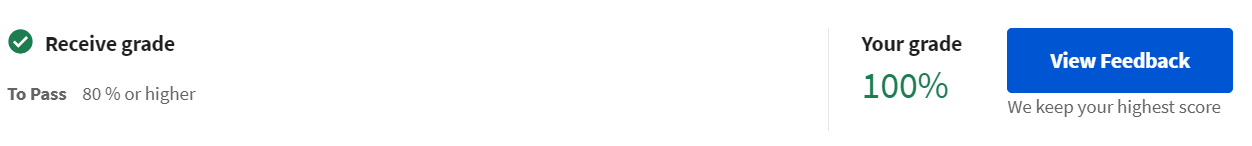 Receive grade
To Pass 80 % or higher
Your grade
100%
View Feedback
We keep your highest score